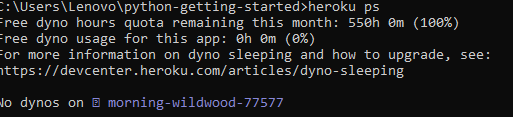 C:\Users\Lenovo\python-getting-started>heroku ps
Free dyno hours quota remaining this month: 550h 0m (100%)
Free dyno usage for this app: 0h 0m (0%)
For more information on dyno sleeping and how to upgrade, see:
https://devcenter.heroku.com/articles/dyno-sleeping
No dynos on ⍰ morning-wildwood-77577